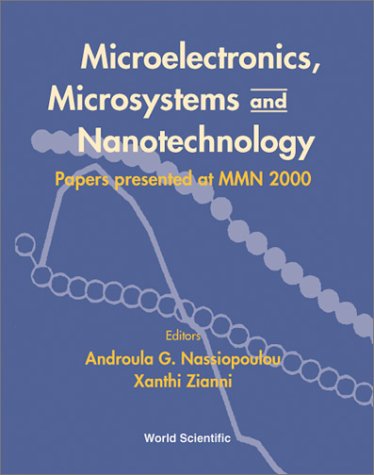 Microelectronics,
Microsystems and
Nanotechnology
Papers presented at MMN 2000
Editors
Androula G. Nassiopoulou
Xanthi Zianni
World Scientific